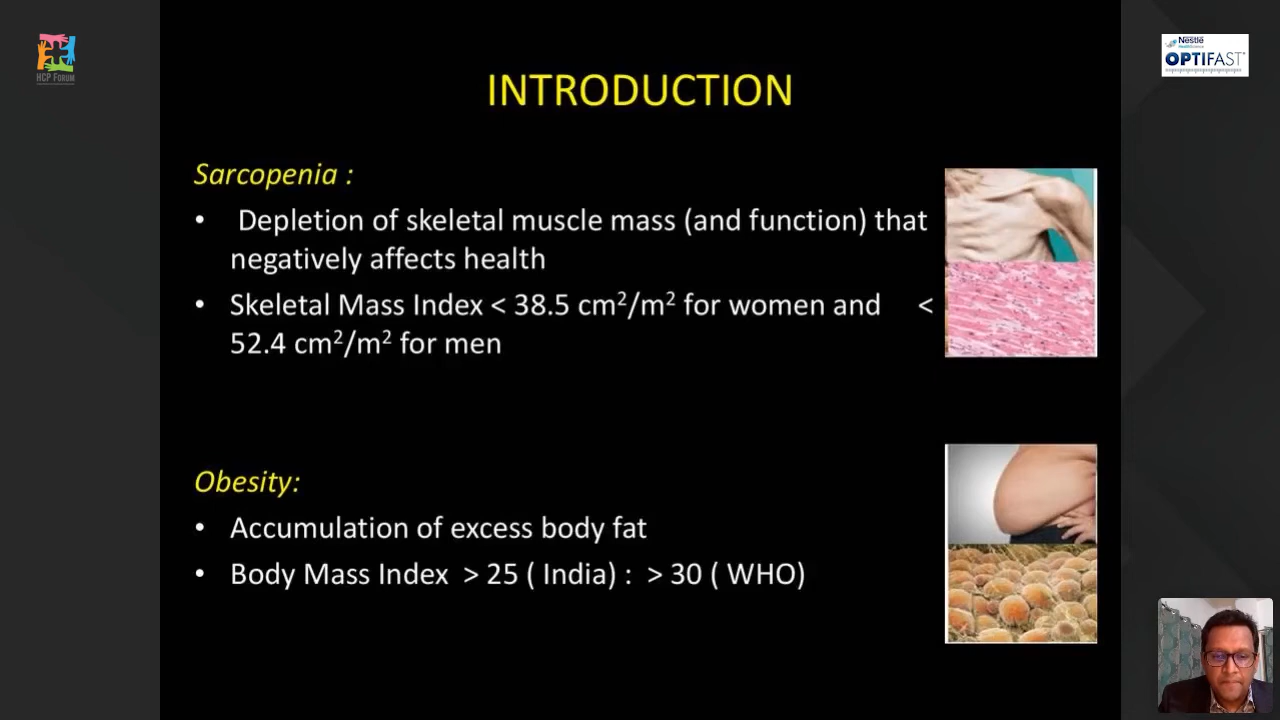 HCP FORUM
Nestlé
HealthScience
OPTIFAST
INTRODUCTION
Sarcopenia :
• Depletion of skeletal muscle mass (and function) that
negatively affects health
• Skeletal Mass Index < 38.5 cm²/m² for women and <
52.4 cm²/m² for men
Obesity:
• Accumulation of excess body fat
• Body Mass Index > 25 ( India) : > 30 ( WHO)